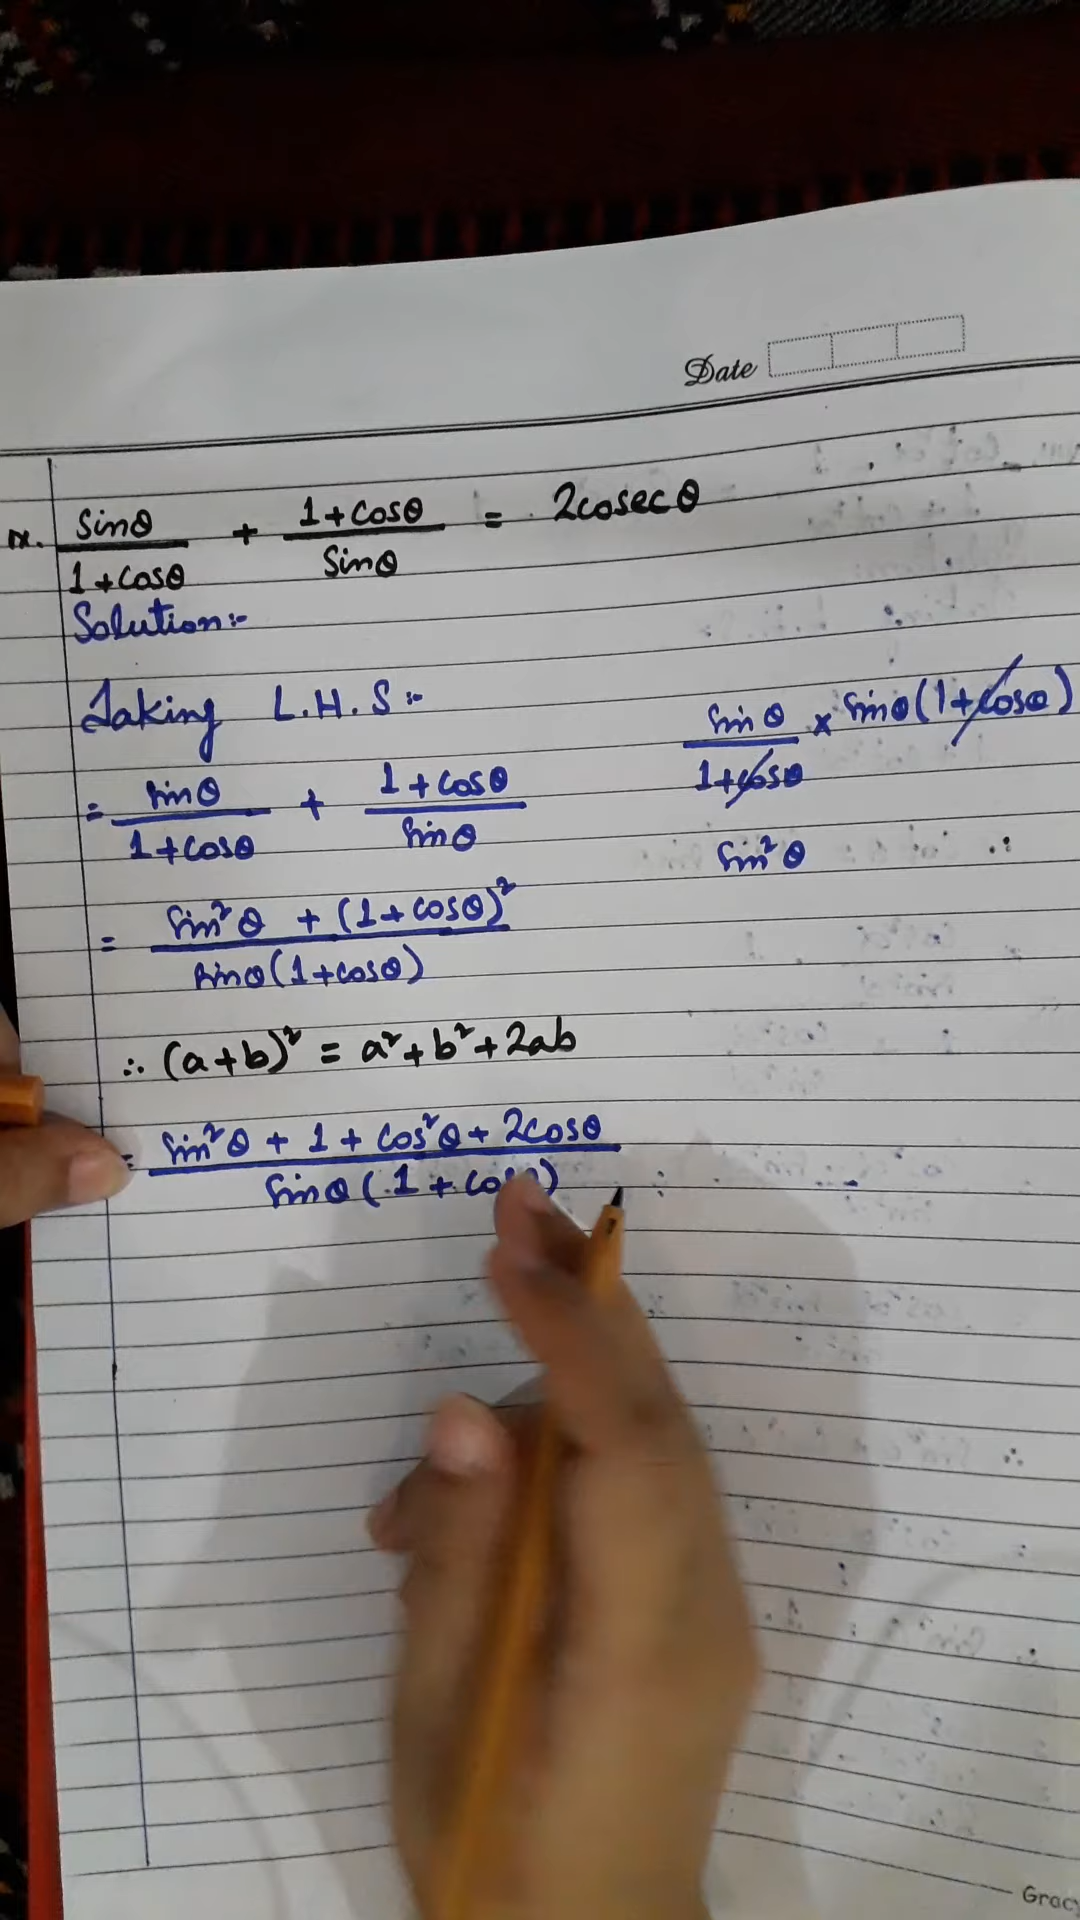 Date
ix. sinθ/1+cosθ + 1+cosθ/sinθ = 2cosecθ
Solution:-
Taking L.H.S:-
= sinθ/1+cosθ + 1+cosθ/sinθ
sinθ/1+cosθ × sinθ(1+cosθ)
sin²θ
= sin²θ + (1+cosθ)²/sinθ(1+cosθ)
∴ (a+b)² = a²+b²+2ab
= sin²θ + 1 + cos²θ + 2cosθ/sinθ(1+cosθ)